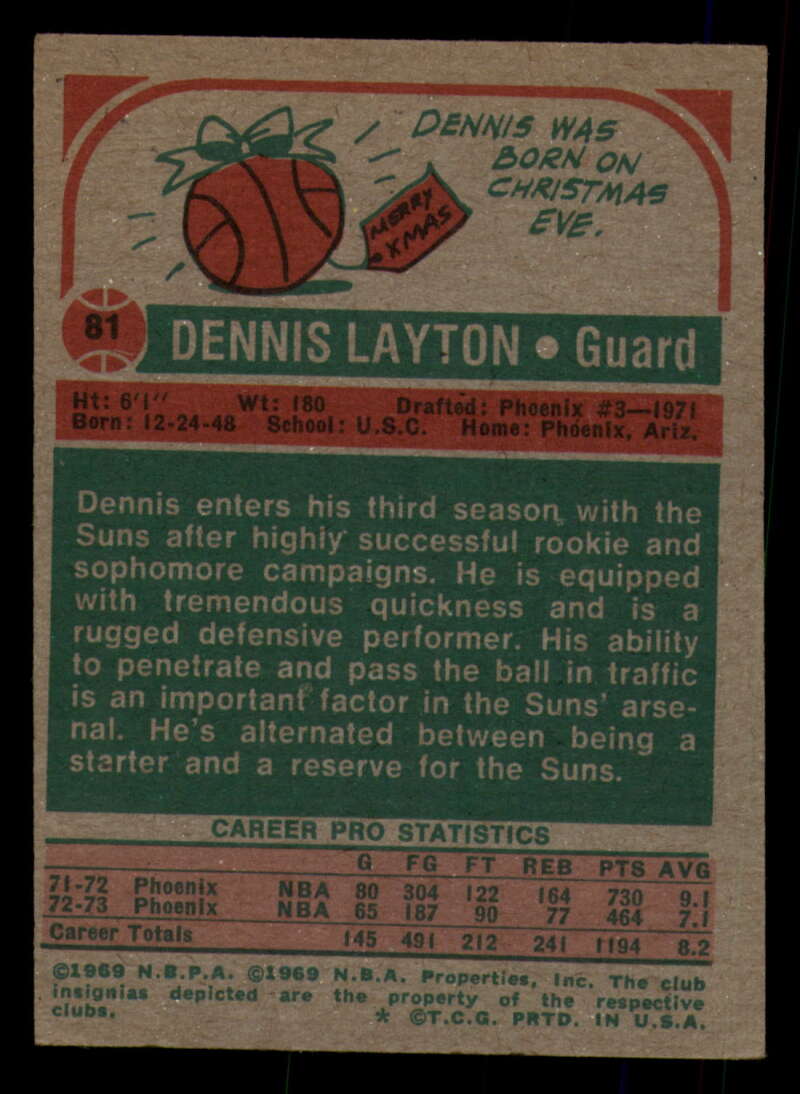 DENNIS WAS
BORN ON
CHRISTMAS
EVE.
MERRY
XMAS
81
DENNIS LAYTON • Guard
Ht: 6'1" Wt: 180 Drafted: Phoenix #3—1971
Born: 12-24-48 School: U.S.C. Home: Phoenix, Ariz.
Dennis enters his third season with the
Suns after highly successful rookie and
sophomore campaigns. He is equipped
with tremendous quickness and is a
rugged defensive performer. His ability
to penetrate and pass the ball in traffic
is an important factor in the Suns' arse-
nal. He's alternated between being a
starter and a reserve for the Suns.
CAREER PRO STATISTICS
G FG FT REB PTS AVG
71-72 Phoenix NBA 80 304 122 164 730 9.1
72-73 Phoenix NBA 65 187 90 77 464 7.1
Career Totals 145 491 212 241 1194 8.2
©1969 N.B.P.A. ©1969 N.B.A. Properties, Inc. The club
insignias depicted are the property of the respective
clubs. * ©T.C.G. PRTD. IN U.S.A.